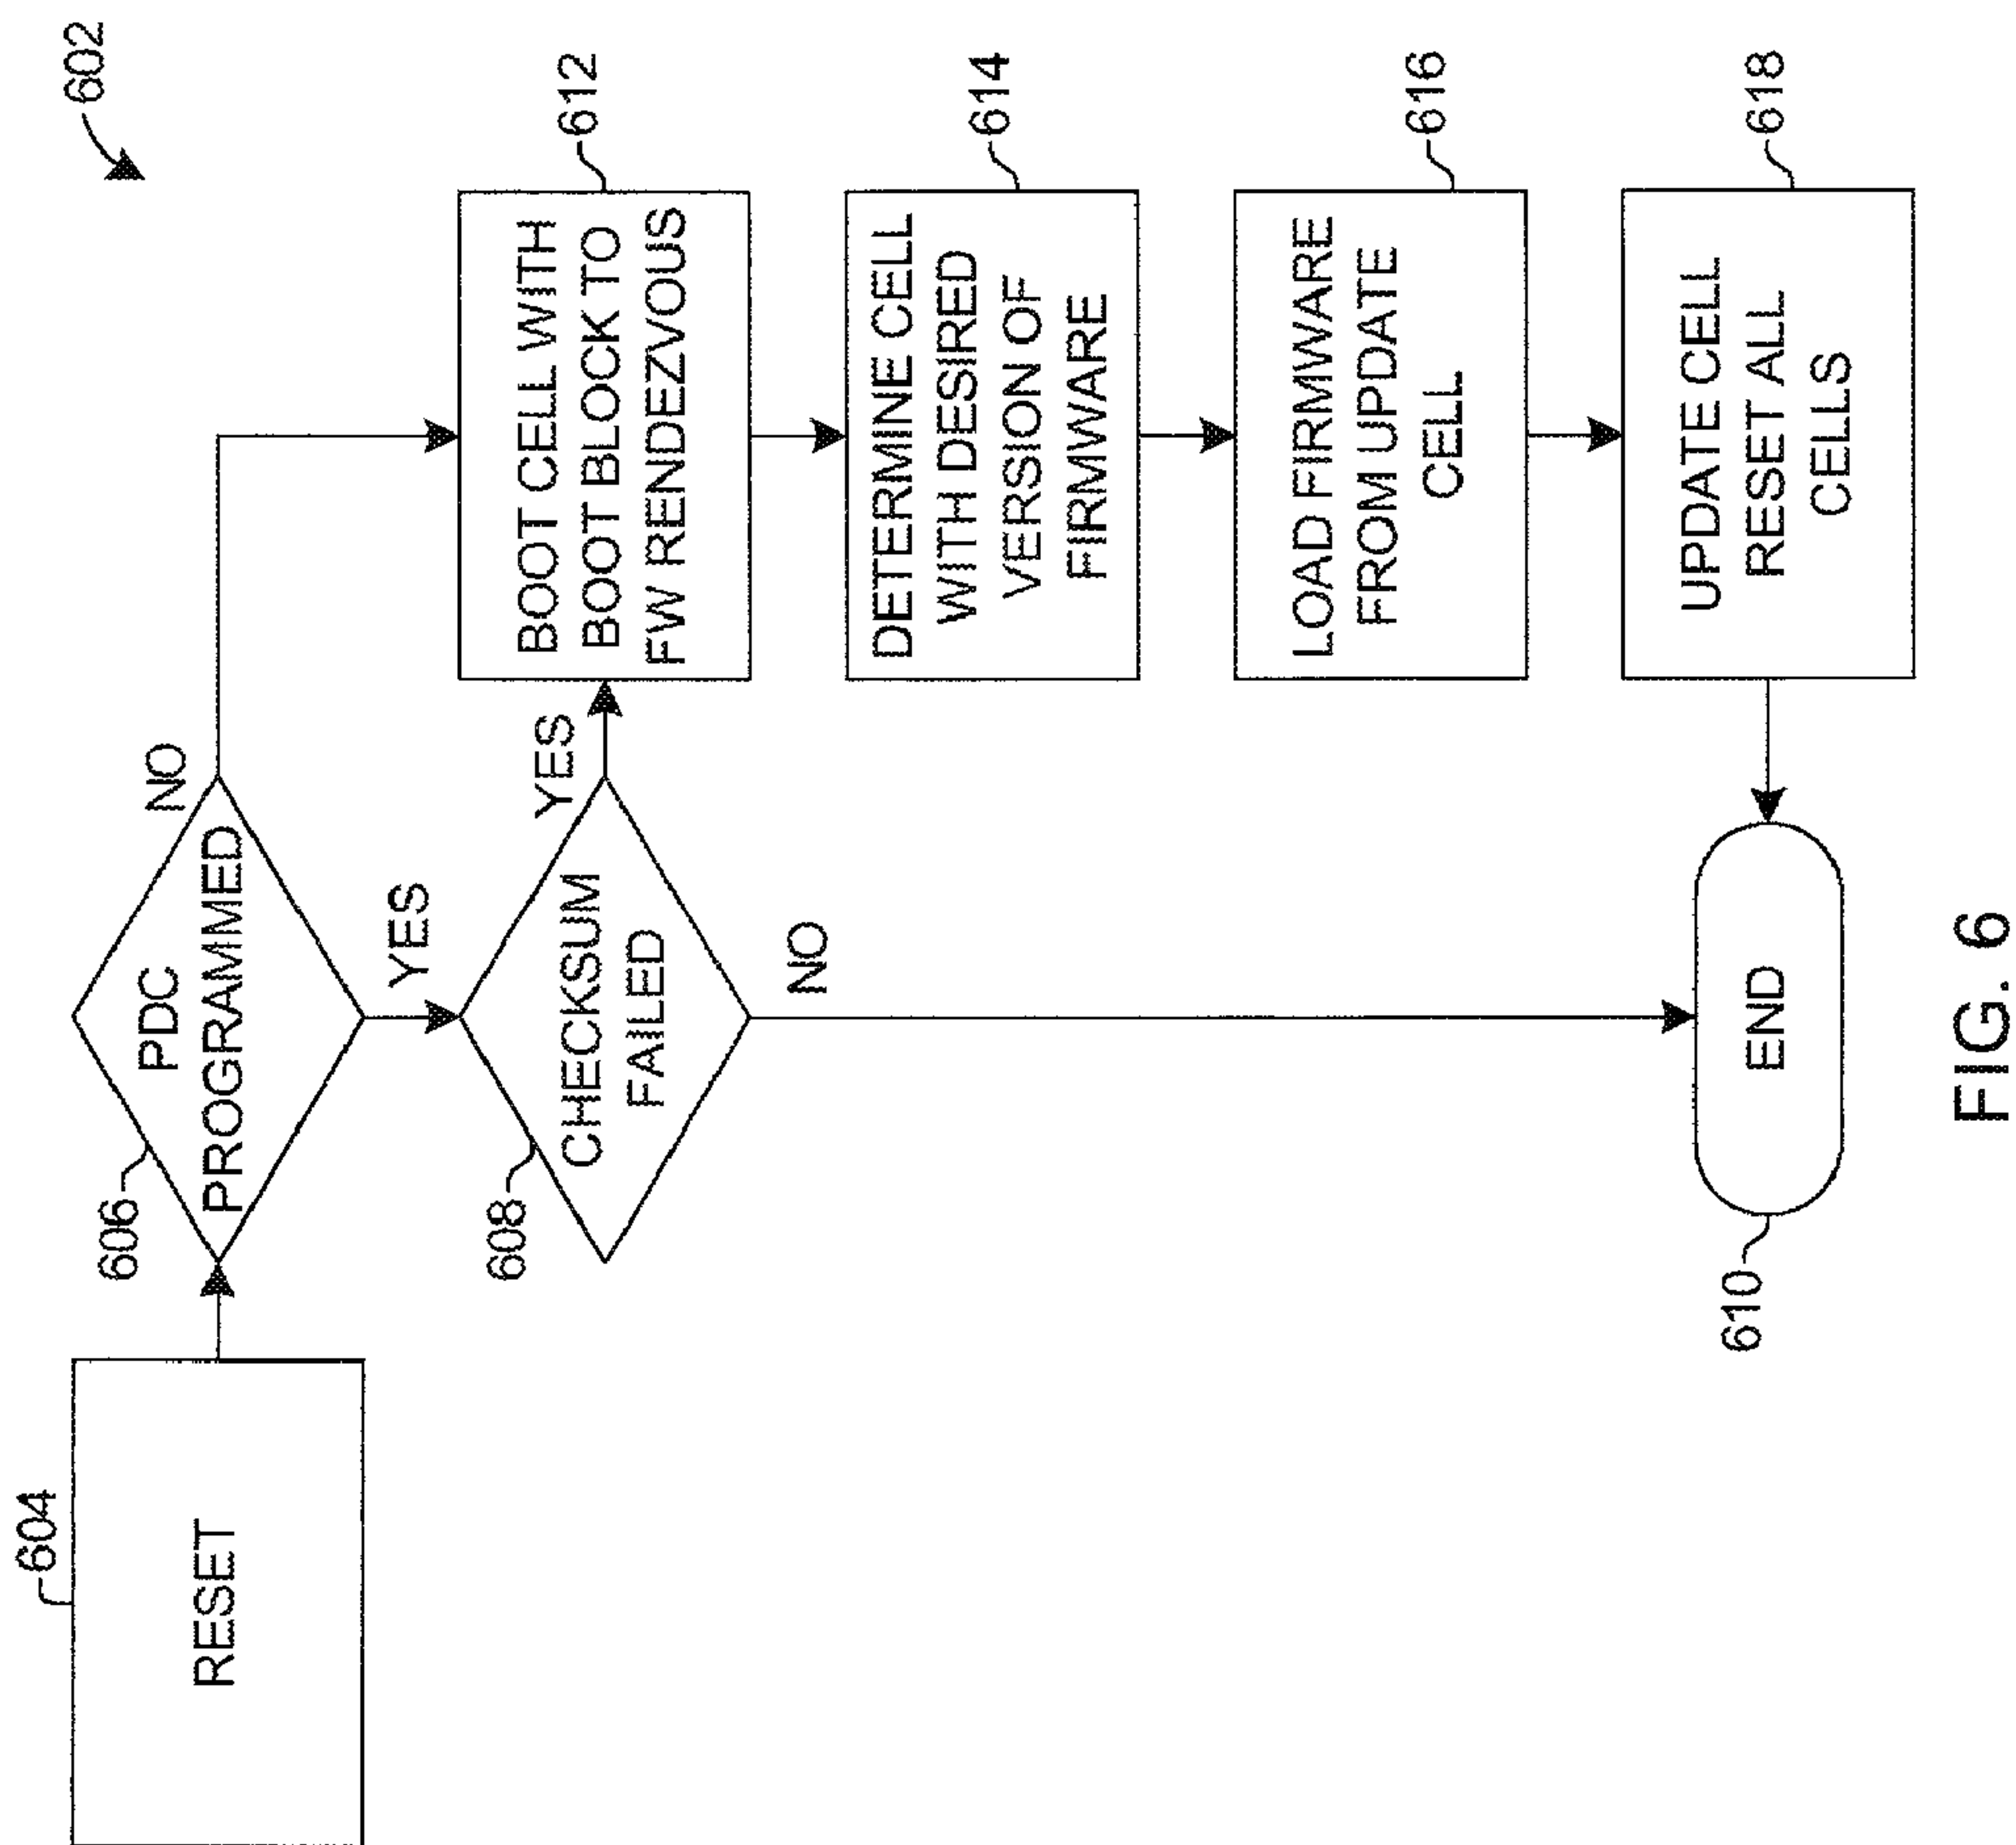 602
604
RESET
606
PDC
PROGRAMMED
NO
YES
608
CHECKSUM
FAILED
YES
NO
612
BOOT CELL WITH
BOOT BLOCK TO
FW RENDEZVOUS
614
DETERMINE CELL
WITH DESIRED
VERSION OF
FIRMWARE
616
LOAD FIRMWARE
FROM UPDATE
CELL
618
UPDATE CELL
RESET ALL
CELLS
610
END
FIG. 6